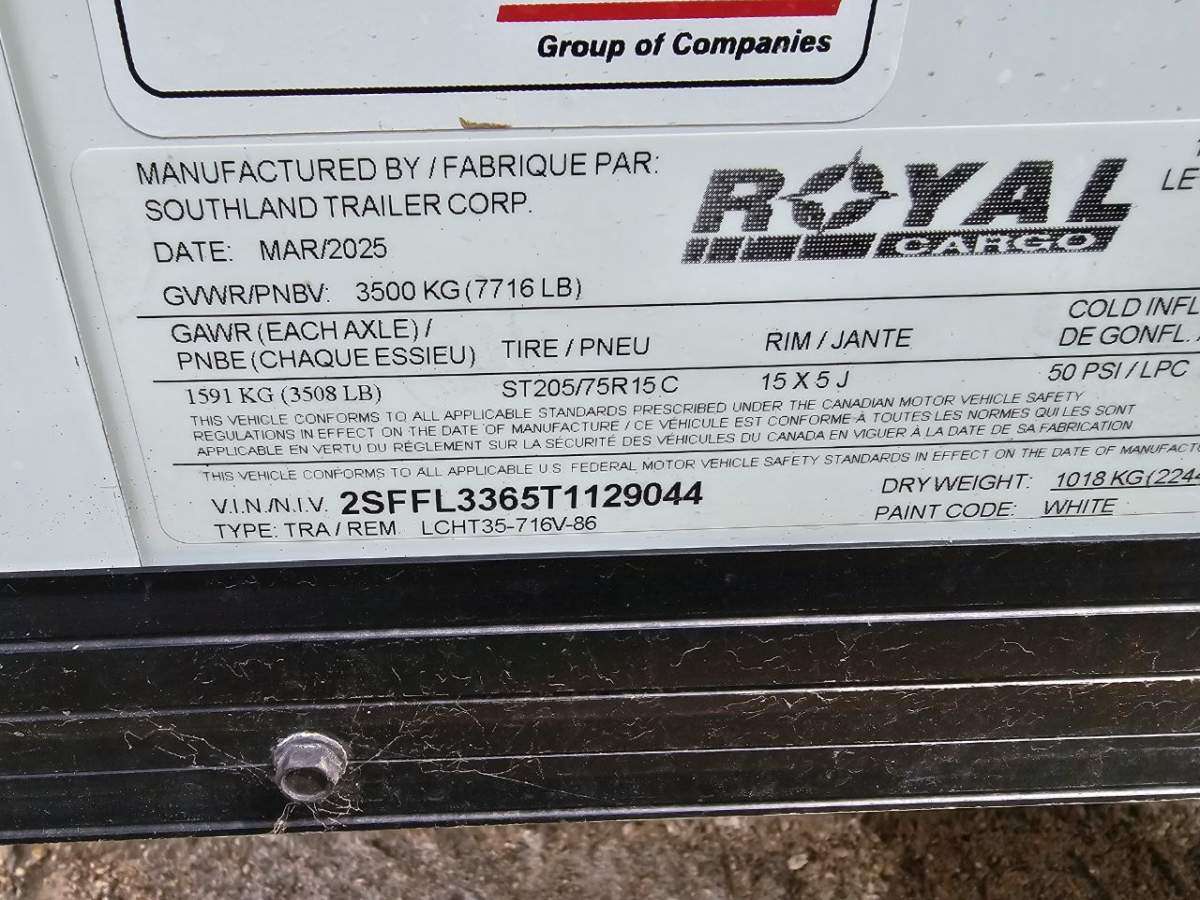 Group of Companies
MANUFACTURED BY / FABRIQUE PAR:
SOUTHLAND TRAILER CORP.
ROYAL
CARGO
LE
DATE: MAR/2025
GVWR/PNBV: 3500 KG (7716 LB)
GAWR (EACH AXLE) /
PNBE (CHAQUE ESSIEU)
TIRE / PNEU
RIM / JANTE
COLD INFL
DE GONFL.
1591 KG (3508 LB)
ST205/75R15 C
15 X 5 J
50 PSI / LPC
THIS VEHICLE CONFORMS TO ALL APPLICABLE STANDARDS PRESCRIBED UNDER THE CANADIAN MOTOR VEHICLE SAFETY
REGULATIONS IN EFFECT ON THE DATE OF MANUFACTURE / CE VÉHICULE EST CONFORME À TOUTES LES NORMES QUI LES SONT
APPLICABLE EN VERTU DU RÈGLEMENT SUR LA SÉCURITÉ DES VÉHICULES DU CANADA EN VIGUER À LA DATE DE SA FABRICATION
THIS VEHICLE CONFORMS TO ALL APPLICABLE U.S. FEDERAL MOTOR VEHICLE SAFETY STANDARDS IN EFFECT ON THE DATE OF MANUFACTU
V.I.N/N.I.V. 2SFFL3365T1129044
DRY WEIGHT: 1018 KG (2244
TYPE: TRA / REM LCHT35-716V-86
PAINT CODE: WHITE